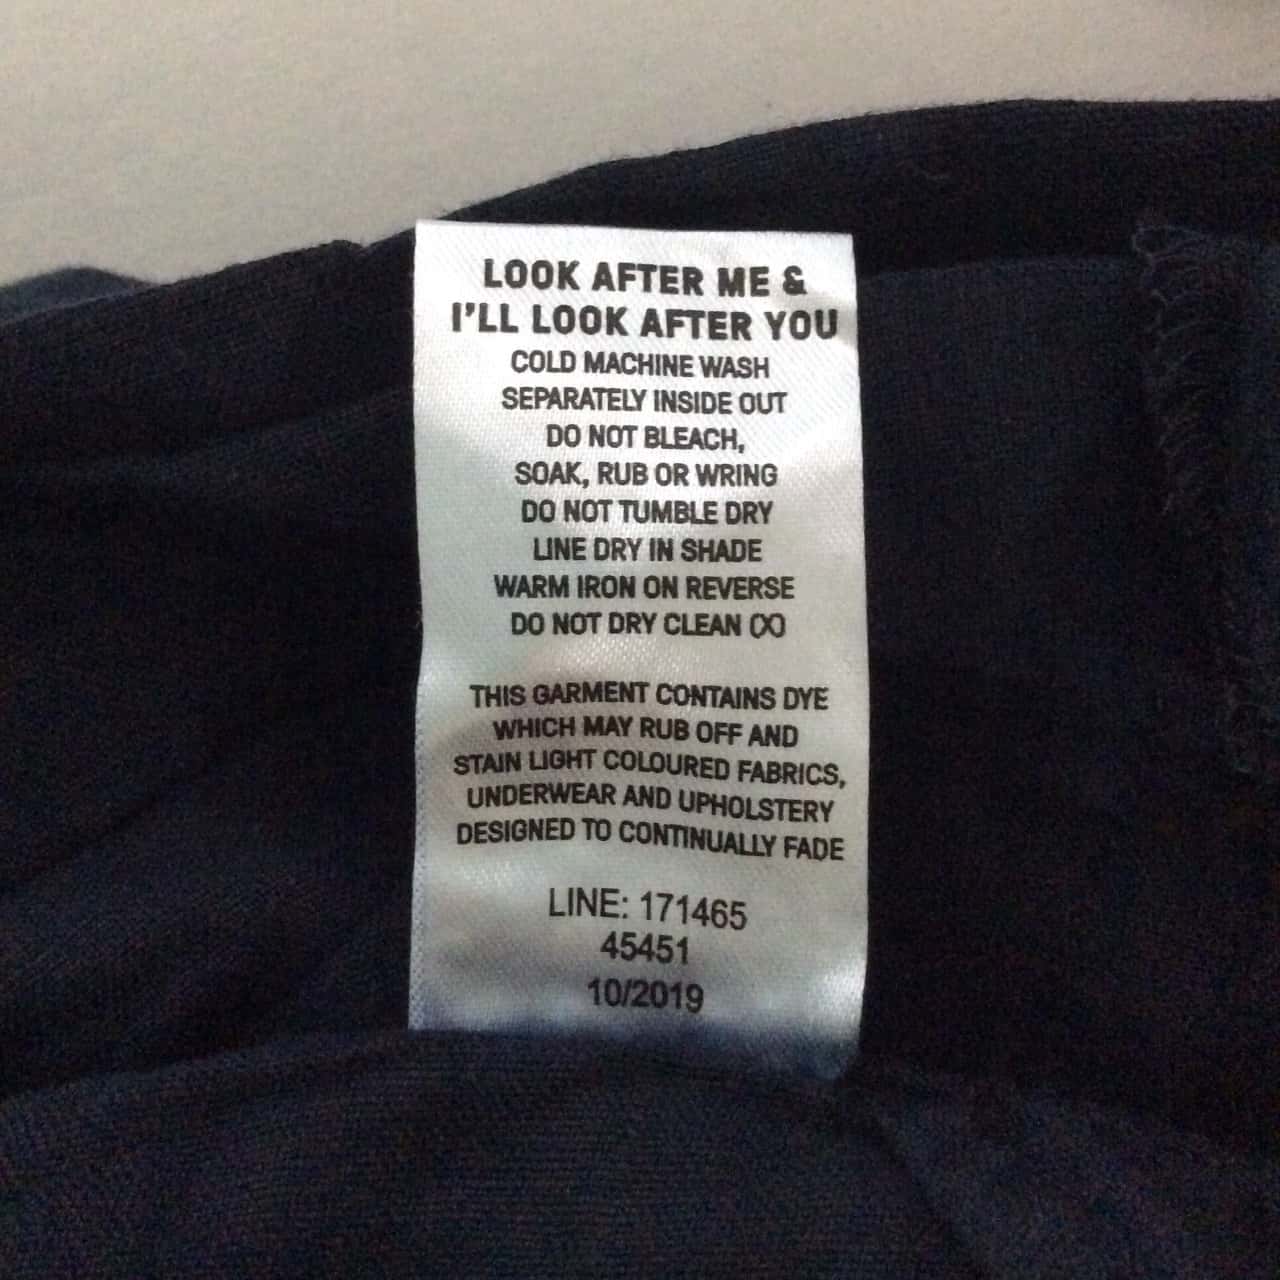 LOOK AFTER ME &
I'LL LOOK AFTER YOU
COLD MACHINE WASH
SEPARATELY INSIDE OUT
DO NOT BLEACH,
SOAK, RUB OR WRING
DO NOT TUMBLE DRY
LINE DRY IN SHADE
WARM IRON ON REVERSE
DO NOT DRY CLEAN (X)
THIS GARMENT CONTAINS DYE
WHICH MAY RUB OFF AND
STAIN LIGHT COLOURED FABRICS,
UNDERWEAR AND UPHOLSTERY
DESIGNED TO CONTINUALLY FADE
LINE: 171465
45451
10/2019